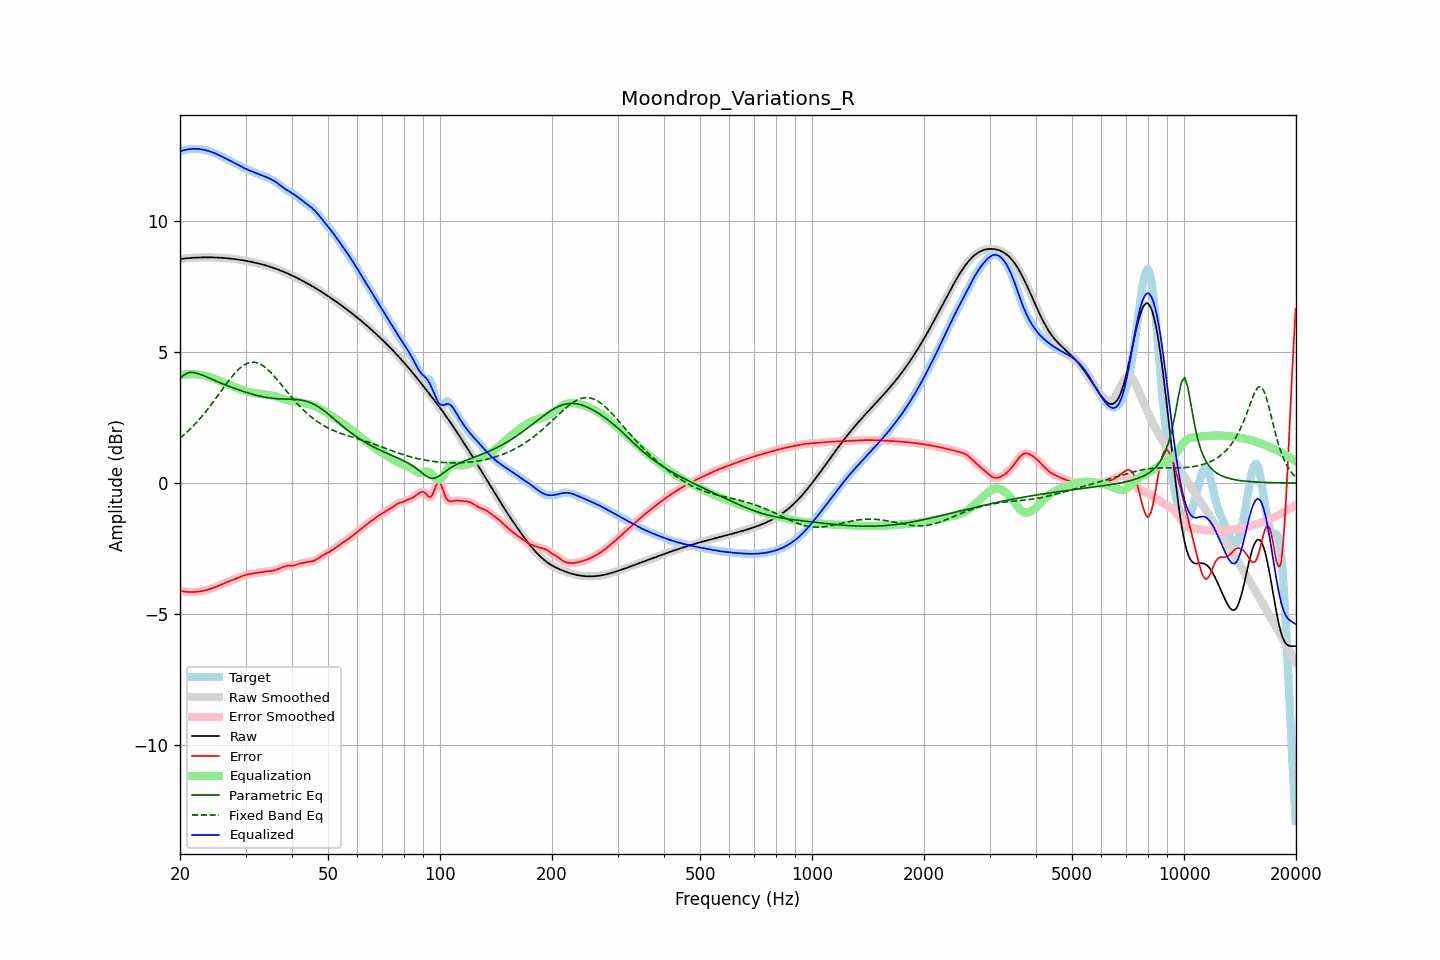 Moondrop_Variations_R
Amplitude (dBr)
10
5
0
−5
−10
Target
Raw Smoothed
Error Smoothed
Raw
Error
Equalization
Parametric Eq
Fixed Band Eq
Equalized
20 50 100 200 500 1000 2000 5000 10000 20000
Frequency (Hz)